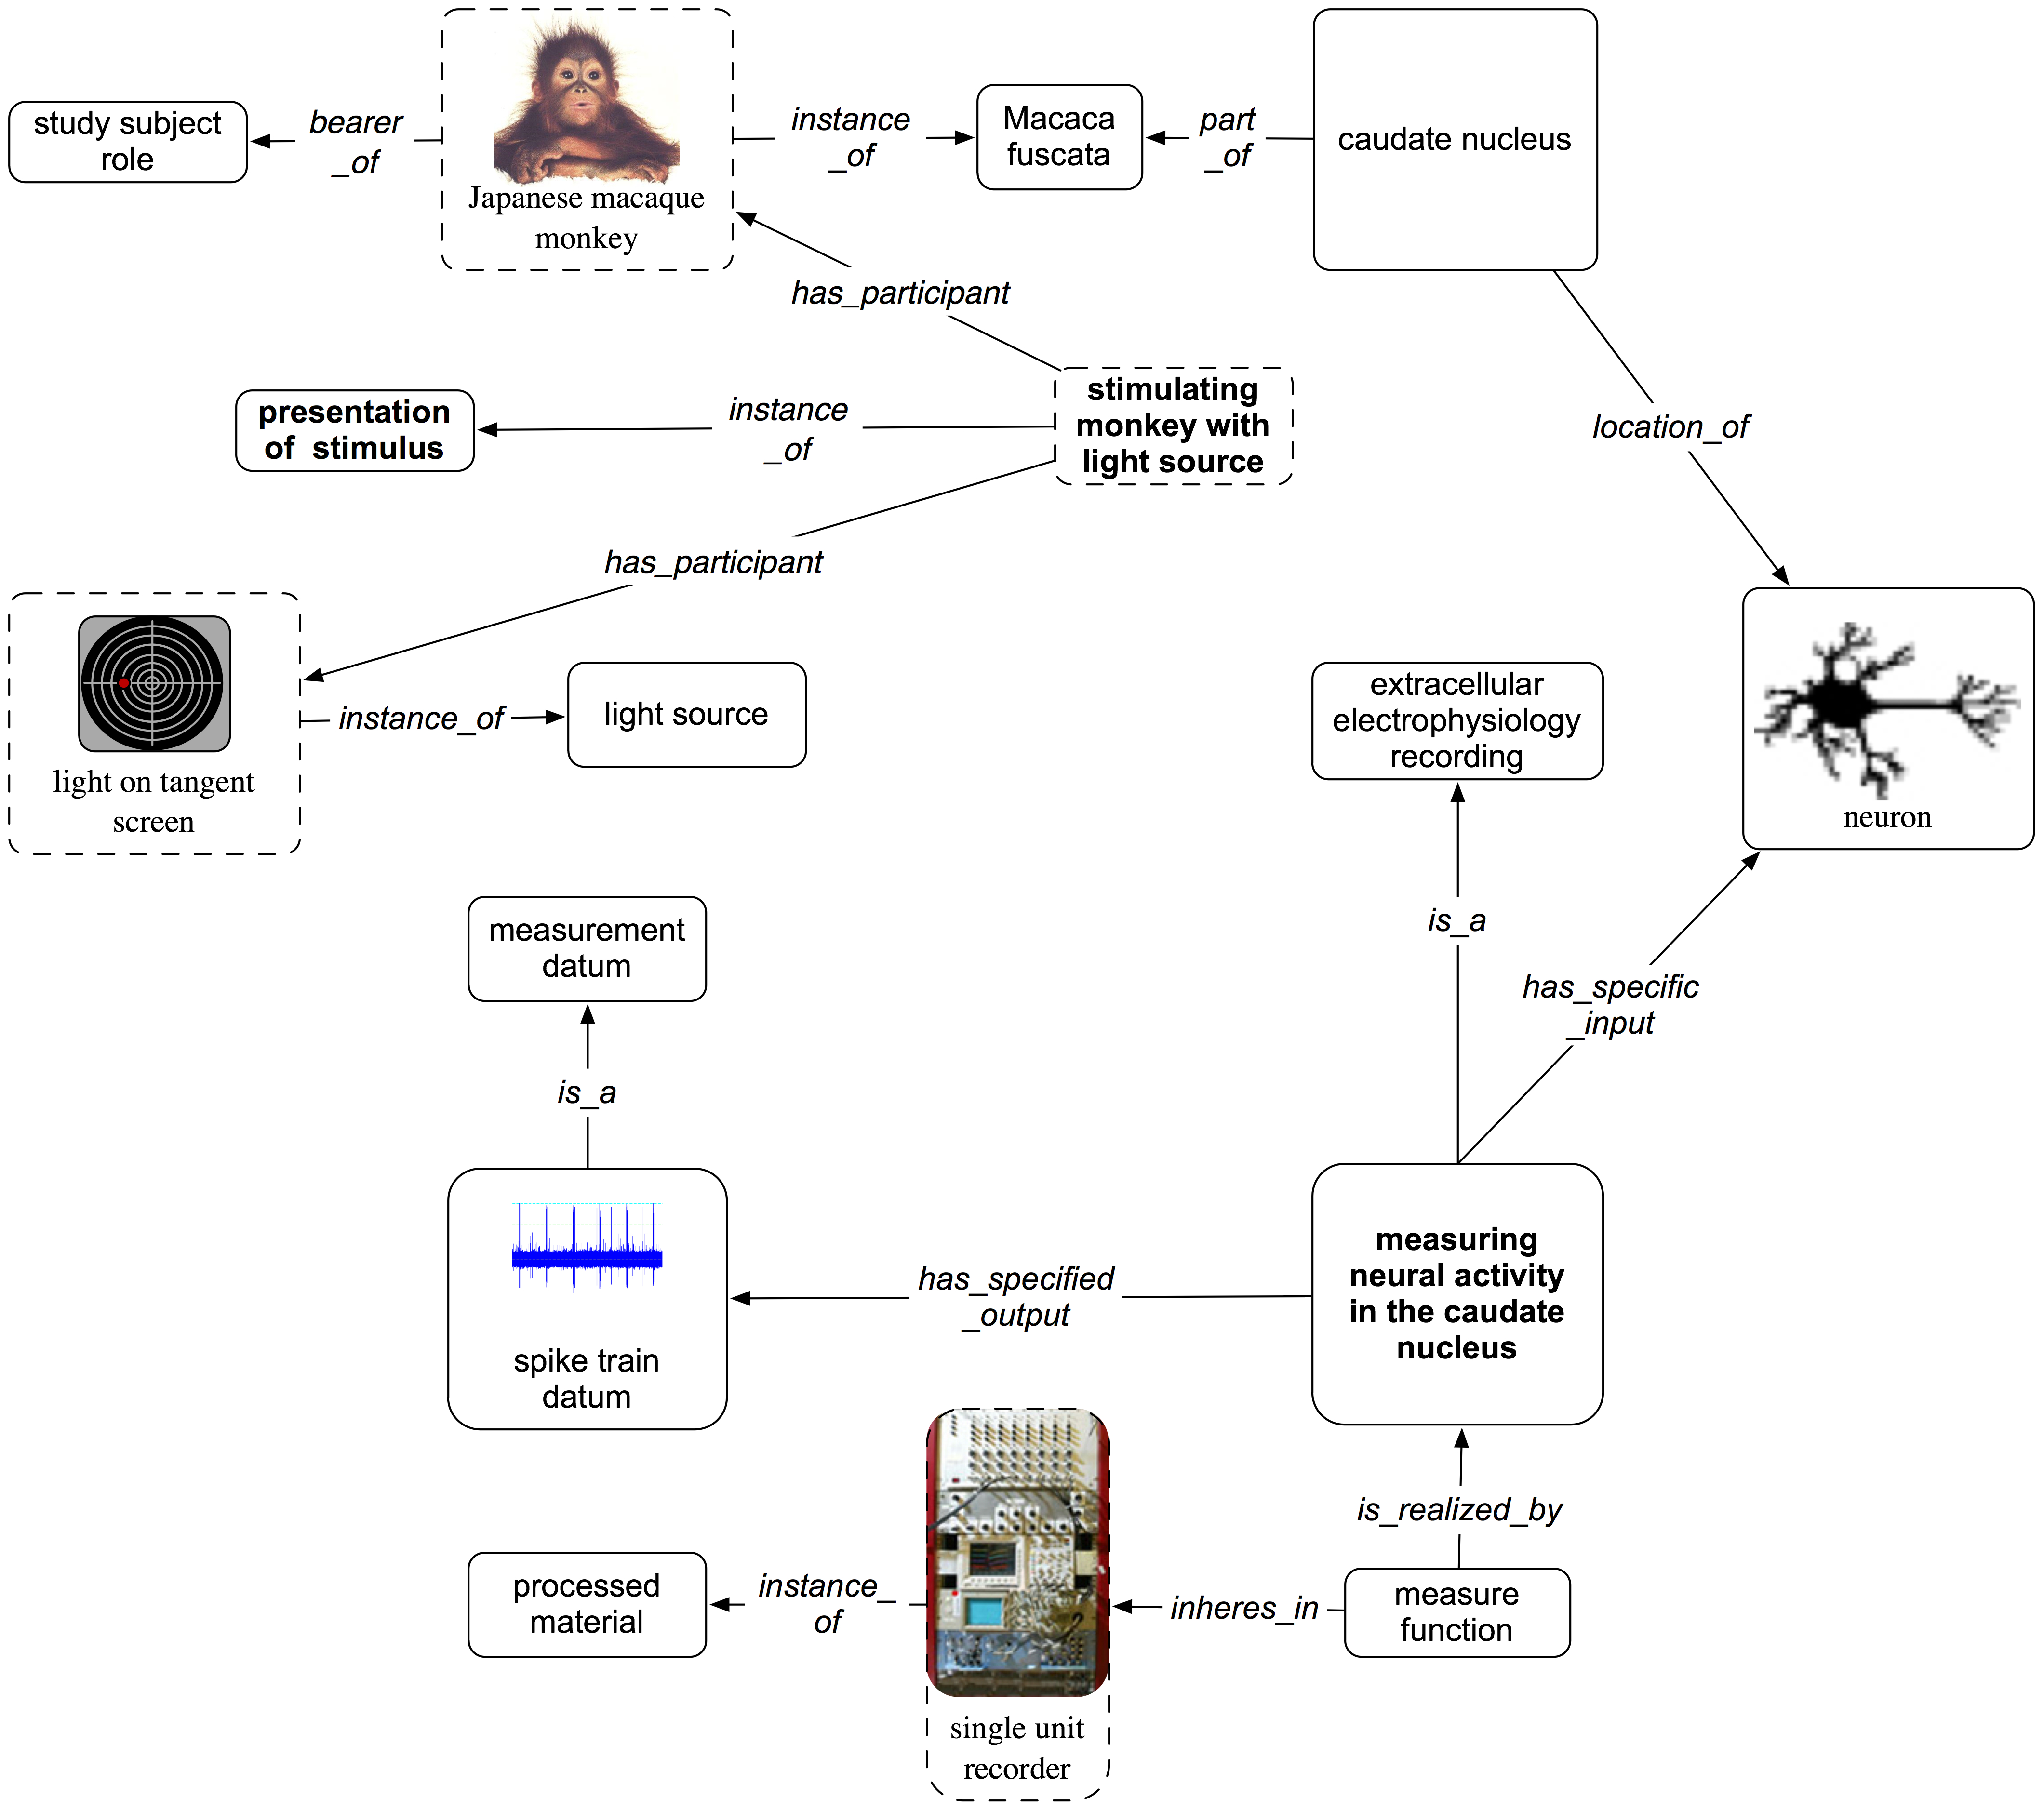 study subject
role
bearer
_of
Japanese macaque
monkey
instance
_of
Macaca
fuscata
part
_of
caudate nucleus
has_participant
presentation
of stimulus
instance
_of
stimulating
monkey with
light source
location_of
has_participant
light on tangent
screen
instance_of
light source
extracellular
electrophysiology
recording
neuron
measurement
datum
is_a
has_specific
_input
is_a
spike train
datum
has_specified
_output
measuring
neural activity
in the caudate
nucleus
is_realized_by
processed
material
instance_
of
single unit
recorder
inheres_in
measure
function